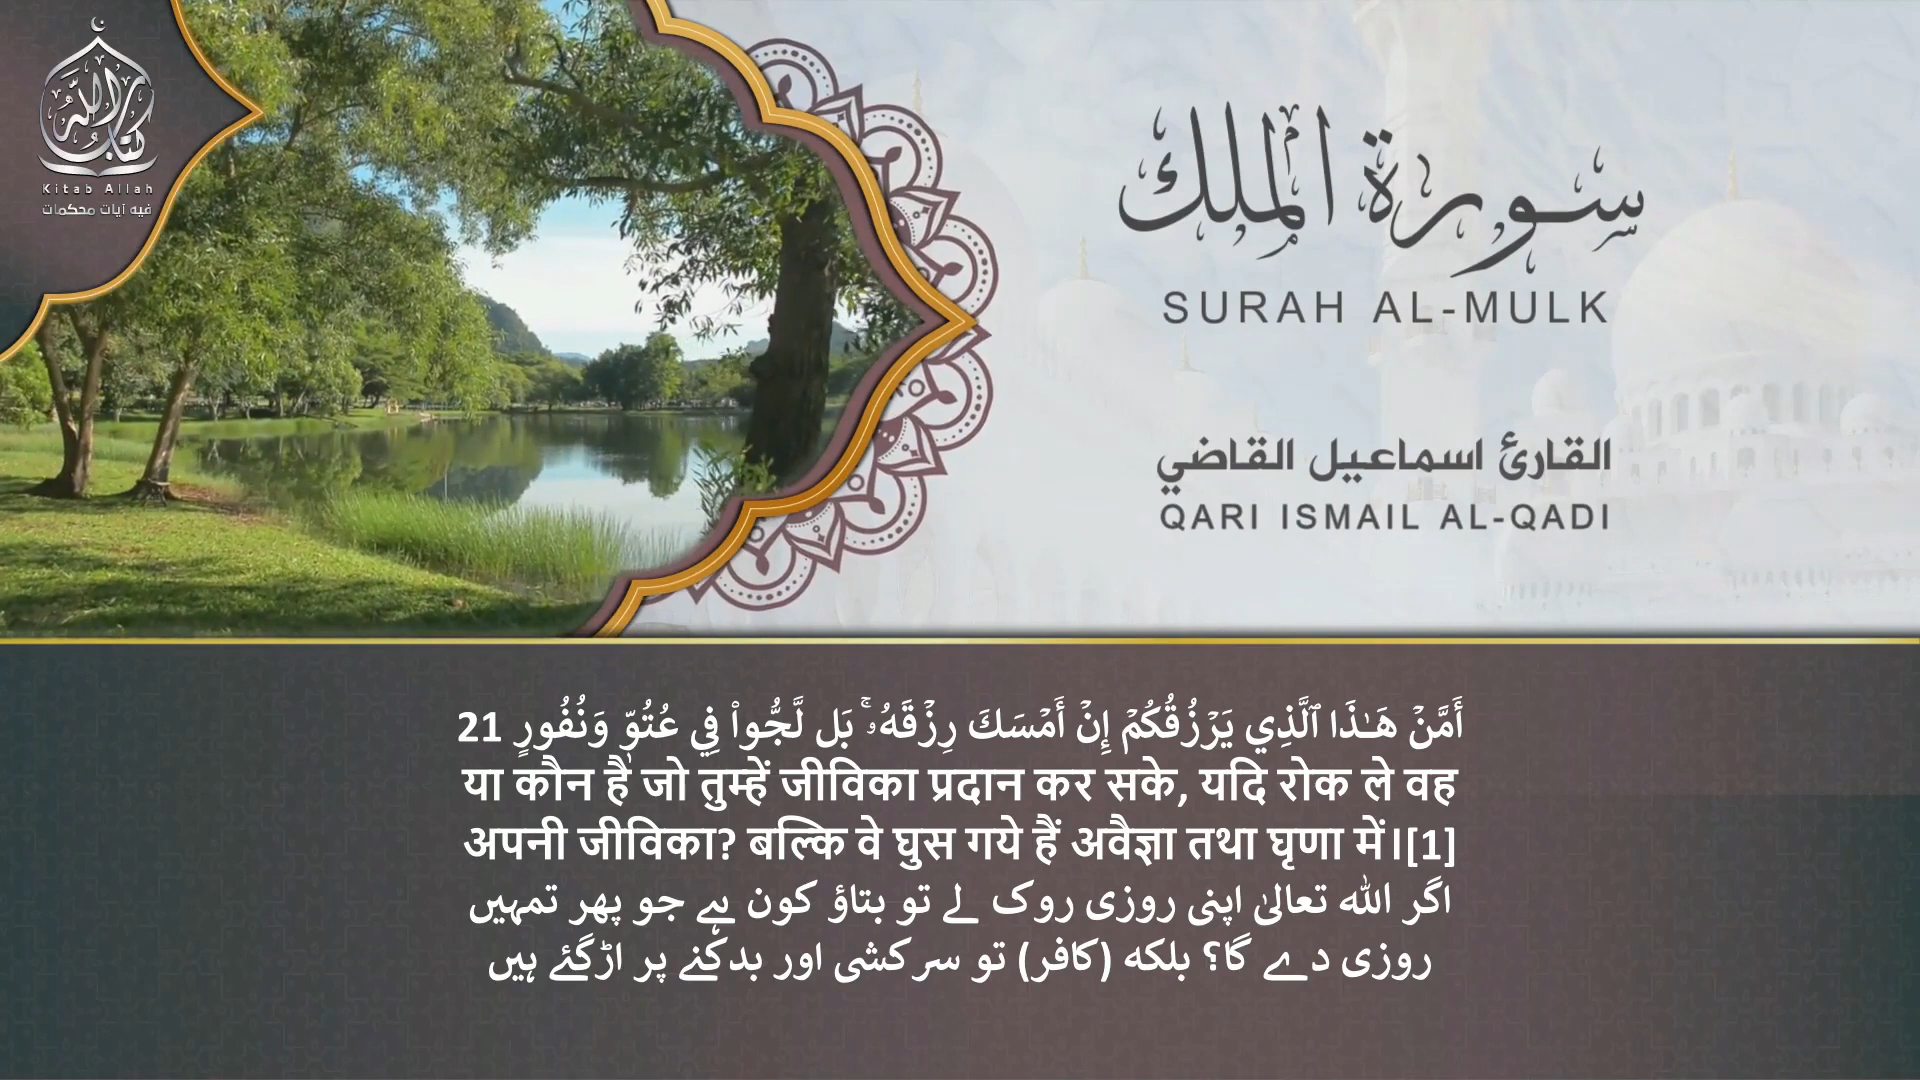 كتاب الله
Kitab Allah
فيه آيات محكمات
سورة الملك
SURAH AL-MULK
القارئ اسماعيل القاضي
QARI ISMAIL AL-QADI
أَمَّنۡ هَـٰذَا ٱلَّذِي يَرۡزُقُكُمۡ إِنۡ أَمۡسَكَ رِزۡقَهُۥۚ بَل لَّجُّواْ فِي عُتُوّٖ وَنُفُورٍ 21
या कौन है जो तुम्हें जीविका प्रदान कर सके, यदि रोक ले वह
अपनी जीविका? बल्कि वे घुस गये हैं अवैज्ञा तथा घृणा में।[1]
اگر اللہ تعالیٰ اپنی روزی روک لے تو بتاؤ کون ہے جو پھر تمہیں
روزی دے گا؟ بلکہ (کافر) تو سرکشی اور بدکنے پر اڑگئے ہیں